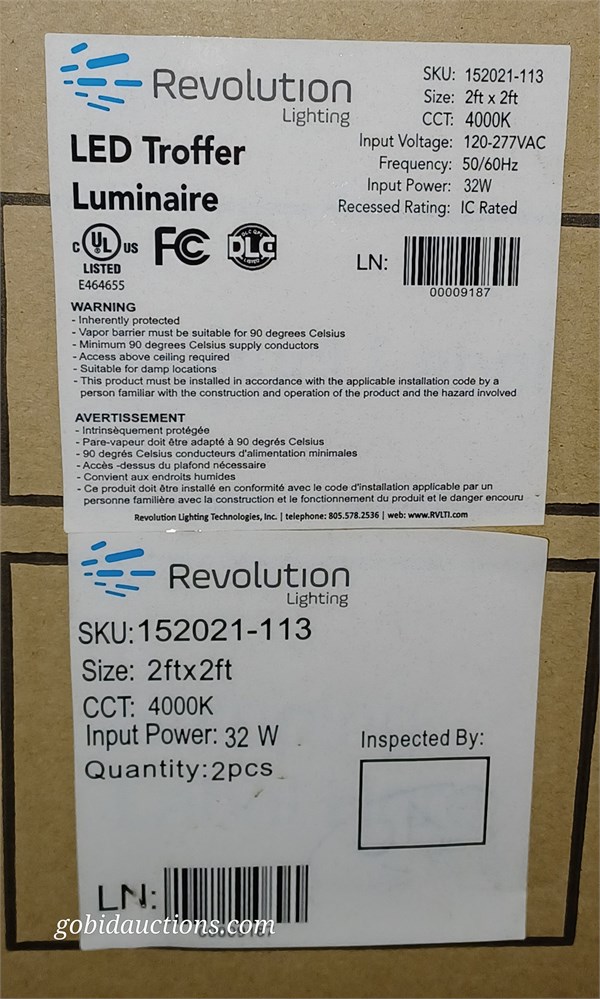 Revolution
Lighting
LED Troffer
Luminaire
SKU: 152021-113
Size: 2ft x 2ft
CCT: 4000K
Input Voltage: 120-277VAC
Frequency: 50/60Hz
Input Power: 32W
Recessed Rating: IC Rated
C UL US
LISTED
E464655
FC
DLC QPL
DLC
LISTED
LN:
00009187
WARNING
- Inherently protected
- Vapor barrier must be suitable for 90 degrees Celsius
- Minimum 90 degrees Celsius supply conductors
- Access above ceiling required
- Suitable for damp locations
- This product must be installed in accordance with the applicable installation code by a
person familiar with the construction and operation of the product and the hazard involved
AVERTISSEMENT
- Intrinsèquement protégée
- Pare-vapeur doit être adapté à 90 degrés Celsius
- 90 degrés Celsius conducteurs d'alimentation minimales
- Accès -dessus du plafond nécessaire
- Convient aux endroits humides
- Ce produit doit être installé en conformité avec le code d'installation applicable par un
personne familière avec la construction et le fonctionnement du produit et le danger encouru
Revolution Lighting Technologies, Inc. | telephone: 805.578.2536 | web: www.RVLTI.com
Revolution
Lighting
SKU:152021-113
Size: 2ftx2ft
CCT: 4000K
Input Power: 32 W
Quantity:2pcs
Inspected By:
LN:
00009187
gobidauctions.com